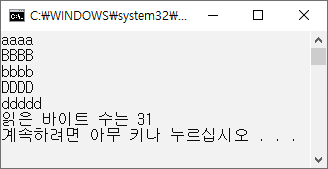 C:₩WINDOWS₩system32₩...
aaaa
BBBB
bbbb
DDDD
ddddd
읽은 바이트 수는 31
계속하려면 아무 키나 누르십시오 . . .